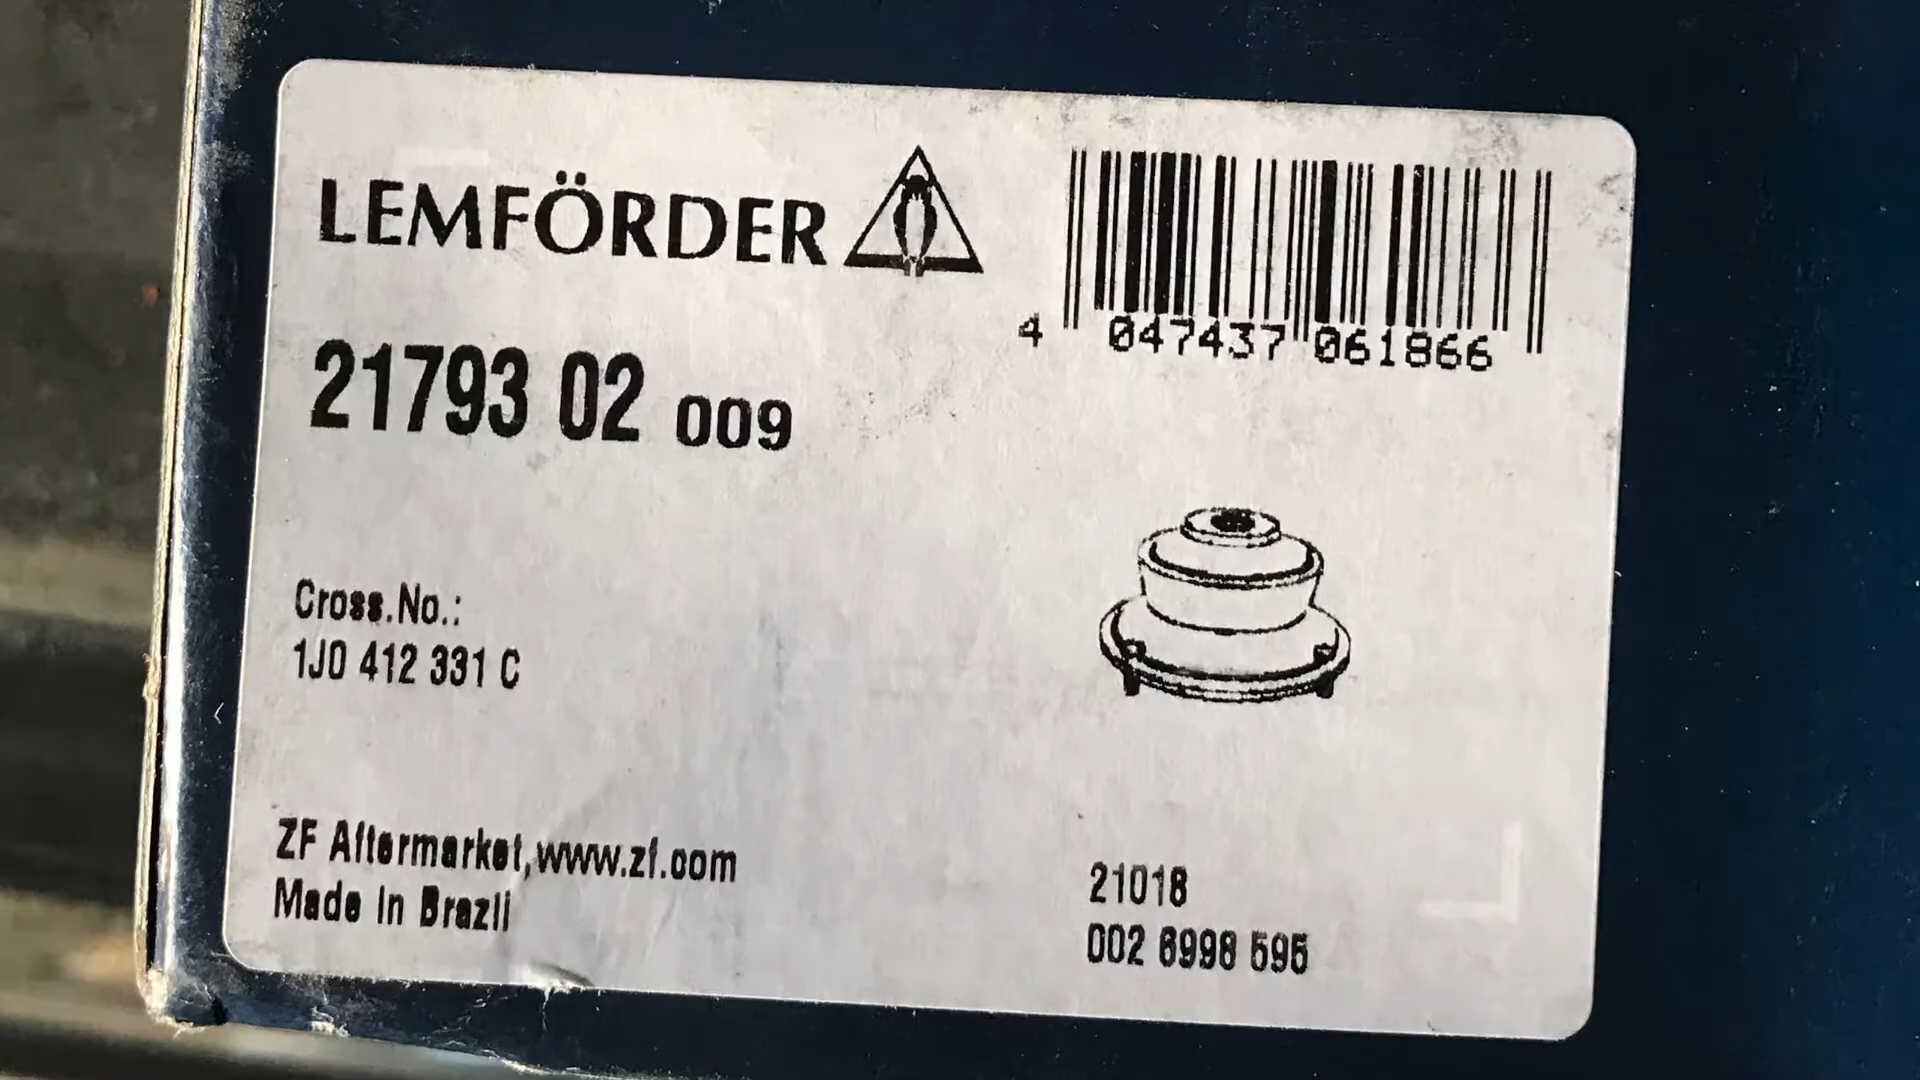 LEMFÖRDER
4 047437 061866
21793 02 009
Cross.No.:
1J0 412 331 C
ZF Aftermarket,www.zf.com
Made in Brazil
21018
002 6998 595